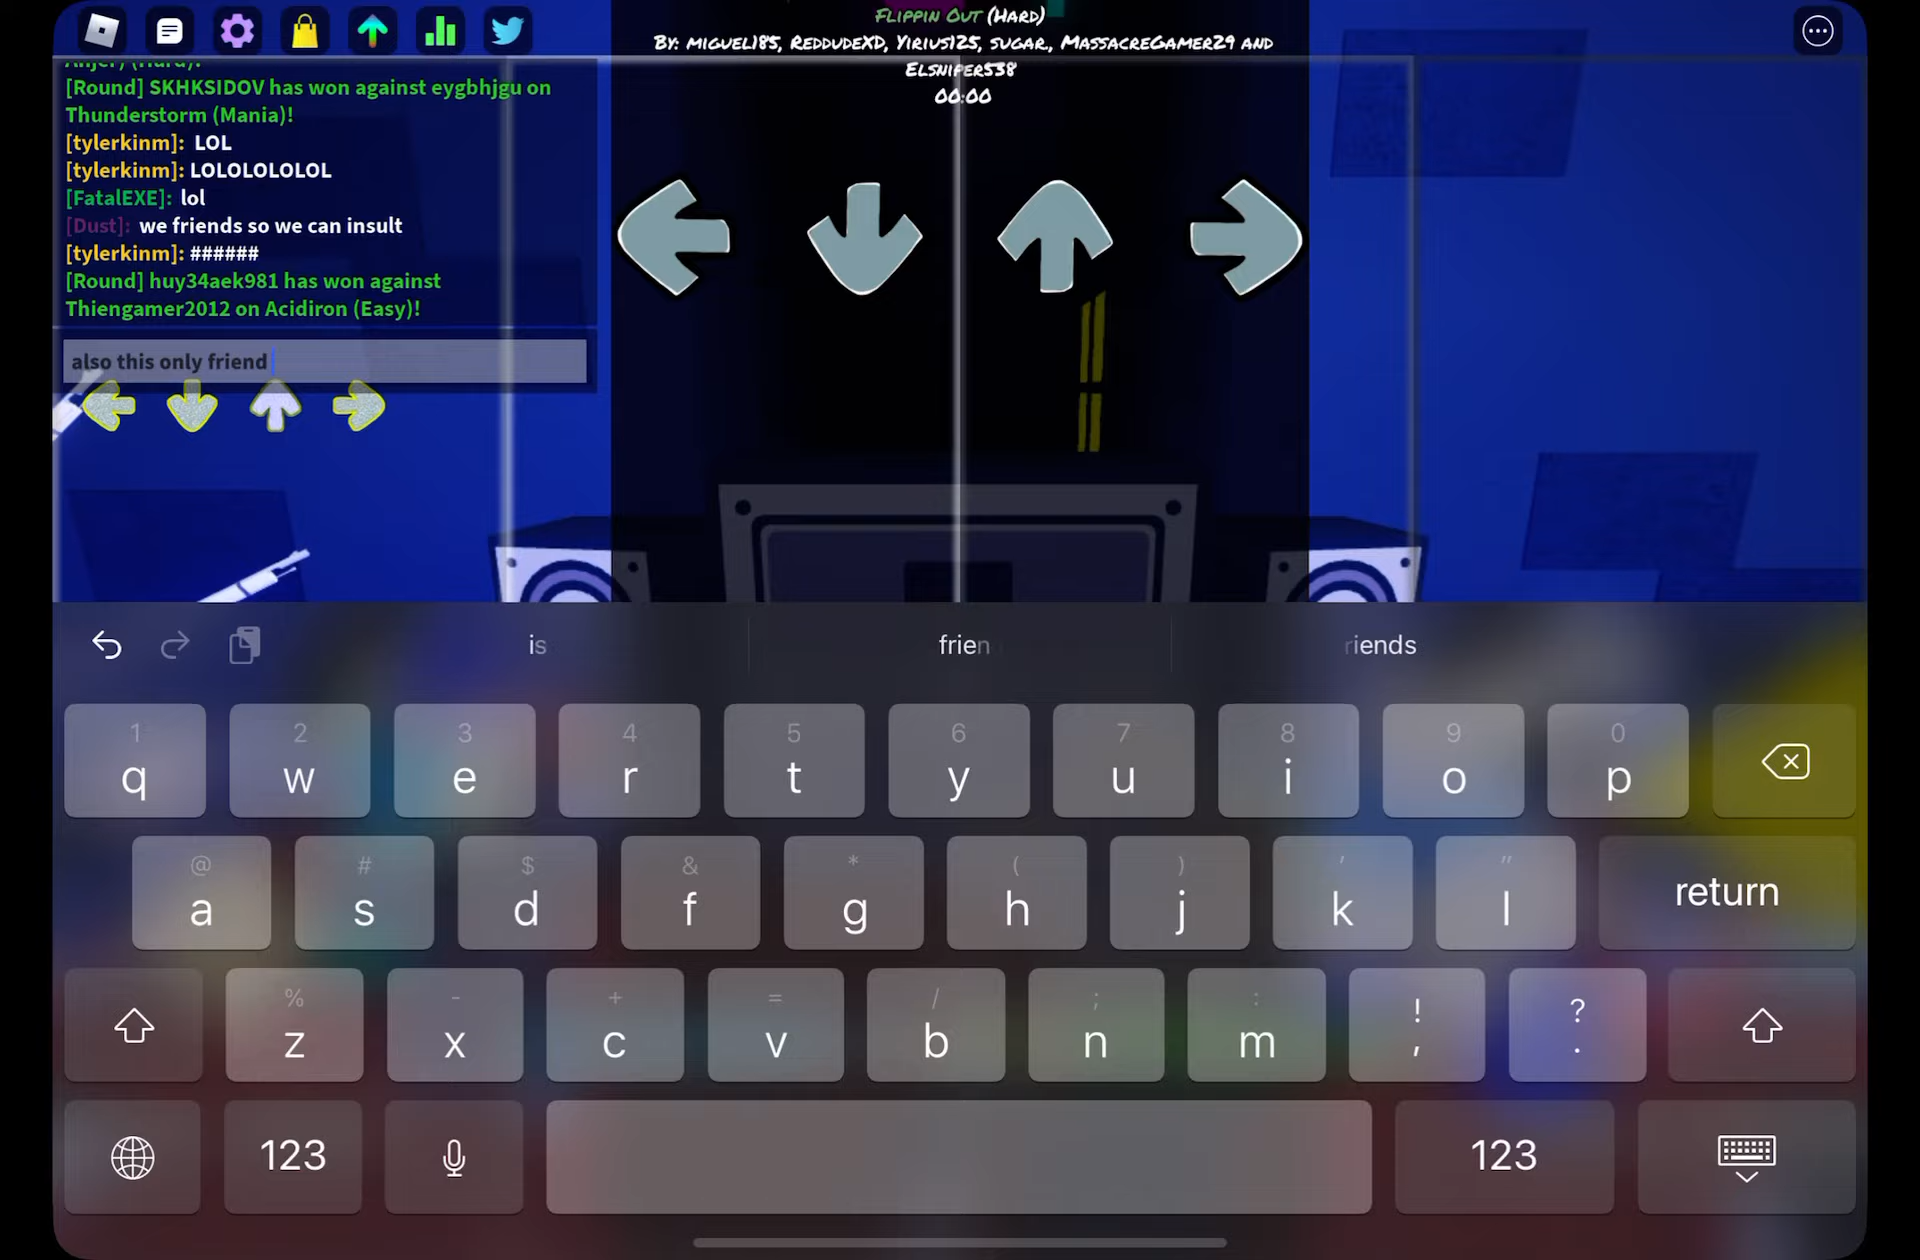 Flippin Out (Hard)
By: miguel185, ReddudeXD, Yirius125, sugar., MassacreGamer29 and
Elsniper538
00:00
Anjer) (Hard)!
[Round] SKHKSIDOV has won against eygbhjgu on
Thunderstorm (Mania)!
[tylerkinm]: LOL
[tylerkinm]: LOLOLOLOLOL
[FatalEXE]: lol
[Dust]: we friends so we can insult
[tylerkinm]: ######
[Round] huy34aek981 has won against
Thiengamer2012 on Acidiron (Easy)!
also this only friend
is frien riends
1 2 3 4 5 6 7 8 9 0
q w e r t y u i o p
@ # $ & * ( ) ' "
a s d f g h j k l return
% - + = / ; : ! ?
z x c v b n m , .
123 123